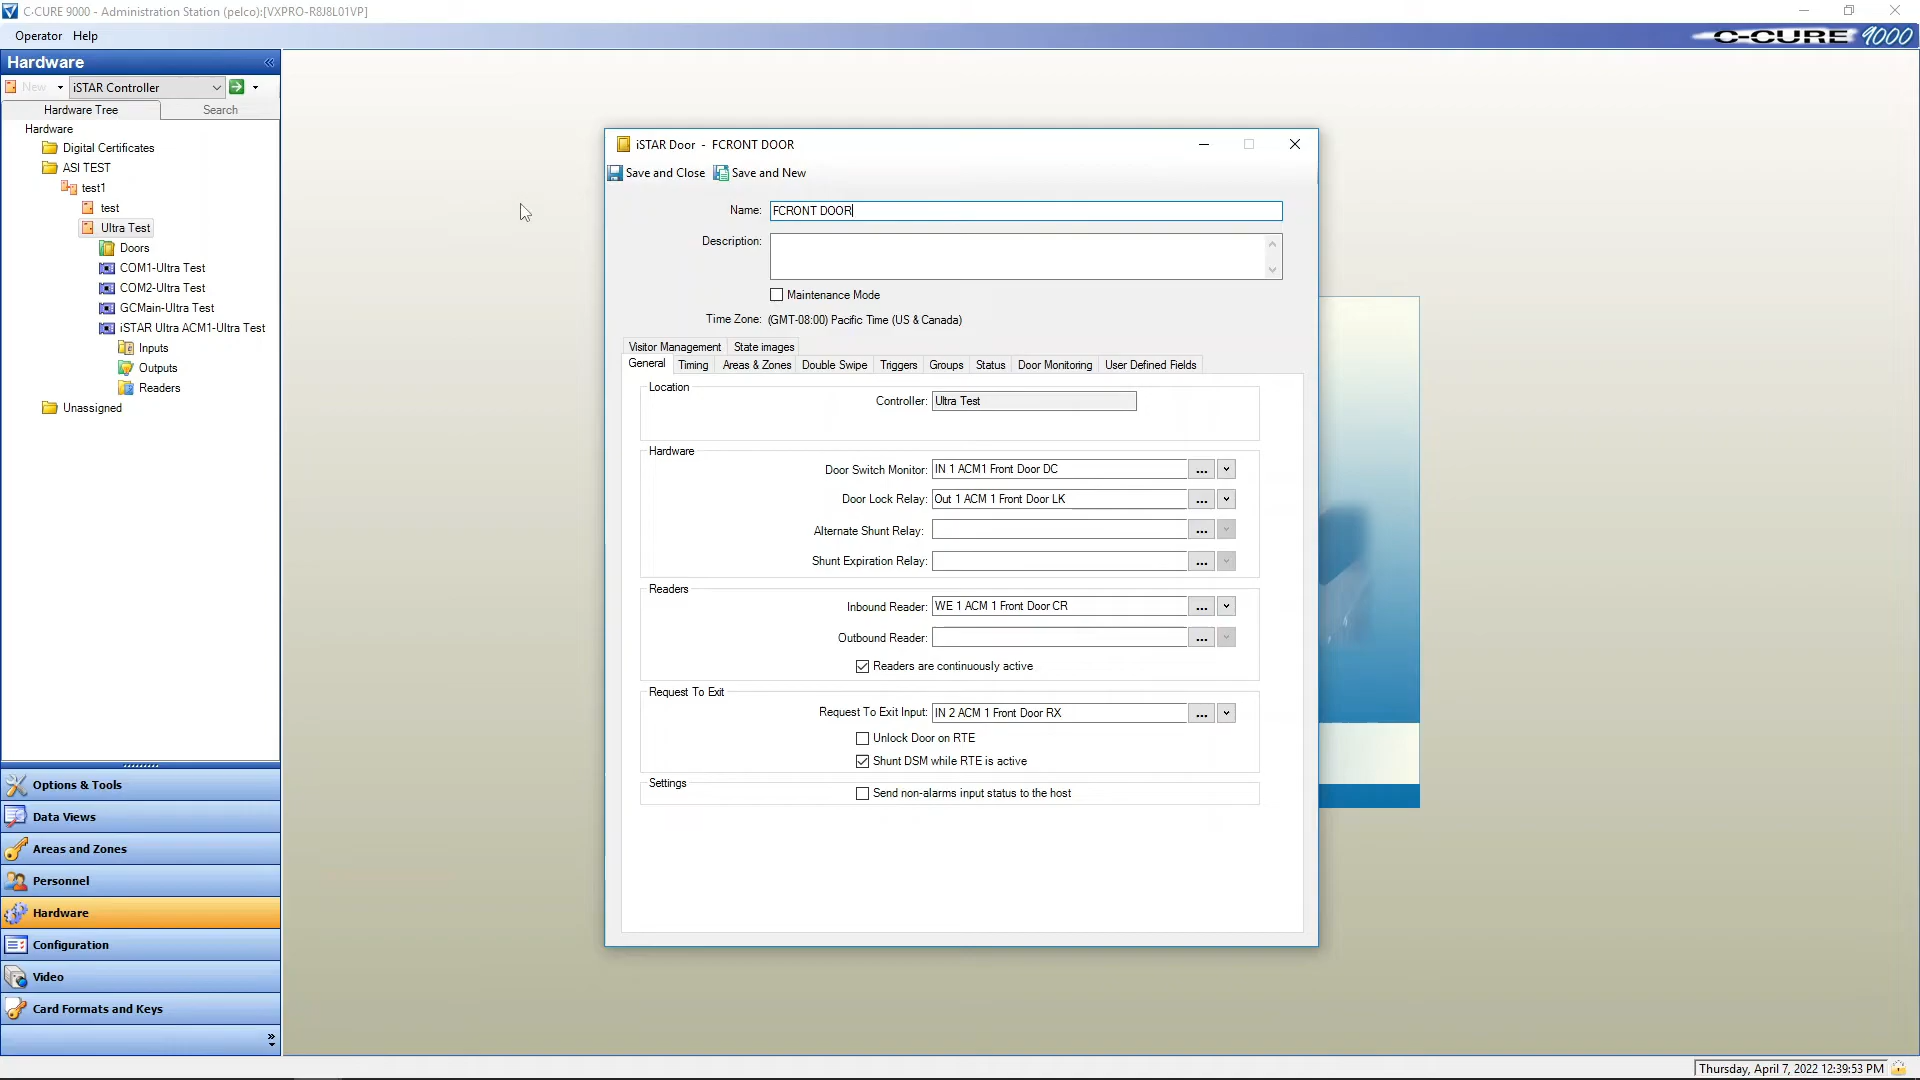 C•CURE 9000 - Administration Station (pelco):[VXPRO-R8J8L01VP]
Operator Help
C•CURE 9000
Hardware
New iSTAR Controller
Hardware Tree Search
Hardware
Digital Certificates
ASI TEST
test1
test
Ultra Test
Doors
COM1-Ultra Test
COM2-Ultra Test
GCMain-Ultra Test
iSTAR Ultra ACM1-Ultra Test
Inputs
Outputs
Readers
Unassigned
Options & Tools
Data Views
Areas and Zones
Personnel
Hardware
Configuration
Video
Card Formats and Keys
iSTAR Door - FCRONT DOOR
Save and Close Save and New
Name: FCRONT DOOR
Description:
Maintenance Mode
Time Zone: (GMT-08:00) Pacific Time (US & Canada)
Visitor Management State images
General Timing Areas & Zones Double Swipe Triggers Groups Status Door Monitoring User Defined Fields
Location
Controller: Ultra Test
Hardware
Door Switch Monitor: IN 1 ACM1 Front Door DC ...
Door Lock Relay: Out 1 ACM 1 Front Door LK ...
Alternate Shunt Relay: ...
Shunt Expiration Relay: ...
Readers
Inbound Reader: WE 1 ACM 1 Front Door CR ...
Outbound Reader: ...
Readers are continuously active
Request To Exit
Request To Exit Input: IN 2 ACM 1 Front Door RX ...
Unlock Door on RTE
Shunt DSM while RTE is active
Settings
Send non-alarms input status to the host
Thursday, April 7, 2022 12:39:53 PM